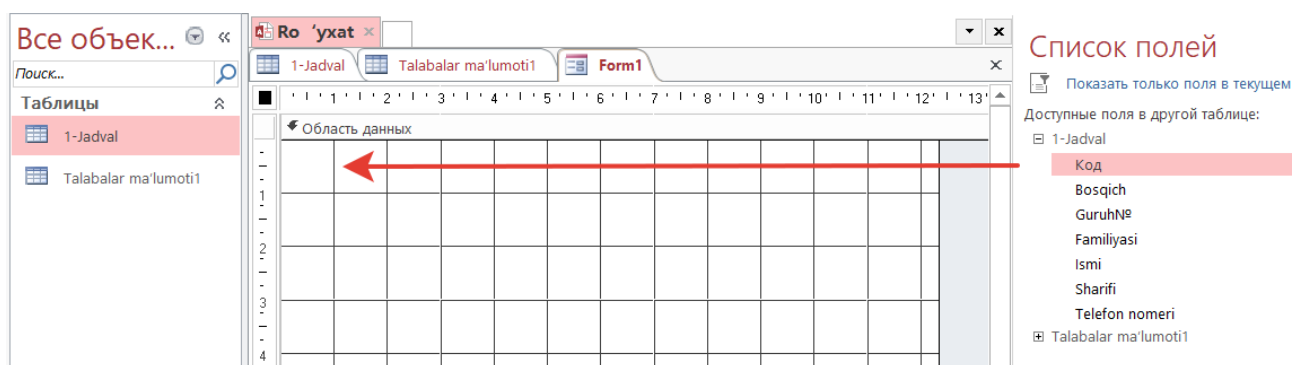 Все объек...
Поиск...
Таблицы
1-Jadval
Talabalar ma'lumoti1
Ro ‘yxat
1-Jadval
Talabalar ma'lumoti1
Form1
1 2 3 4 5 6 7 8 9 10 11 12 13
Область данных
1
2
3
4
Список полей
Показать только поля в текущем
Доступные поля в другой таблице:
1-Jadval
Код
Bosqich
Guruh№
Familiyasi
Ismi
Sharifi
Telefon nomeri
Talabalar ma'lumoti1